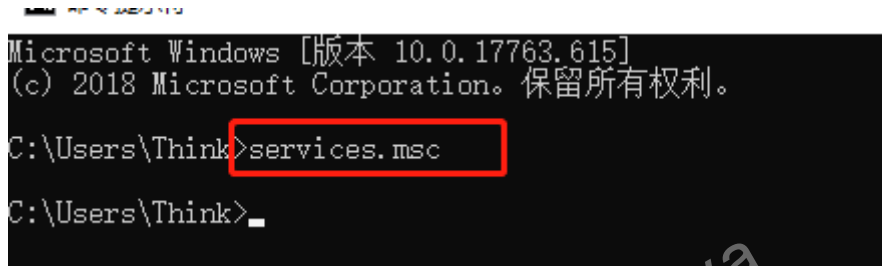 Microsoft Windows [版本 10.0.17763.615]
(c) 2018 Microsoft Corporation。保留所有权利。
C:\Users\Think>services.msc
C:\Users\Think>